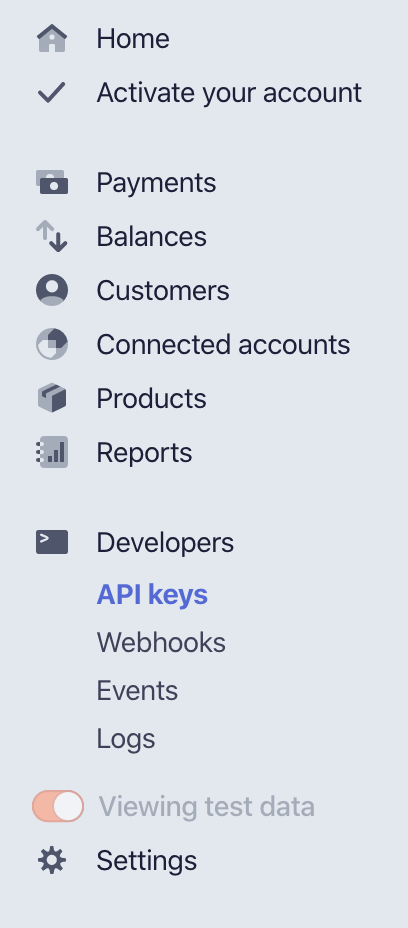 Home
Activate your account
Payments
Balances
Customers
Connected accounts
Products
Reports
Developers
API keys
Webhooks
Events
Logs
Viewing test data
Settings